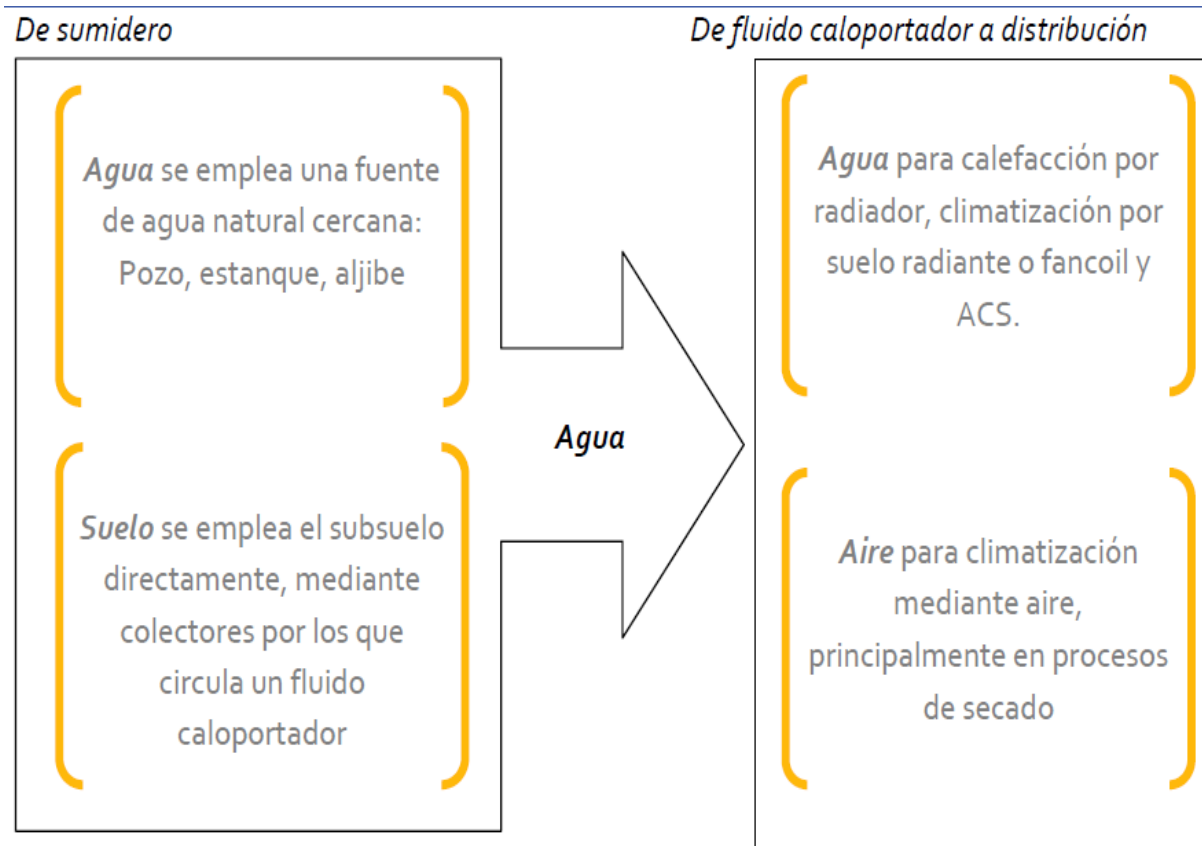 De sumidero
Agua se emplea una fuente
de agua natural cercana:
Pozo, estanque, aljibe
Suelo se emplea el subsuelo
directamente, mediante
colectores por los que
circula un fluido
caloportador
Agua
De fluido caloportador a distribución
Agua para calefacción por
radiador, climatización por
suelo radiante o fancoil y
ACS.
Aire para climatización
mediante aire,
principalmente en procesos
de secado